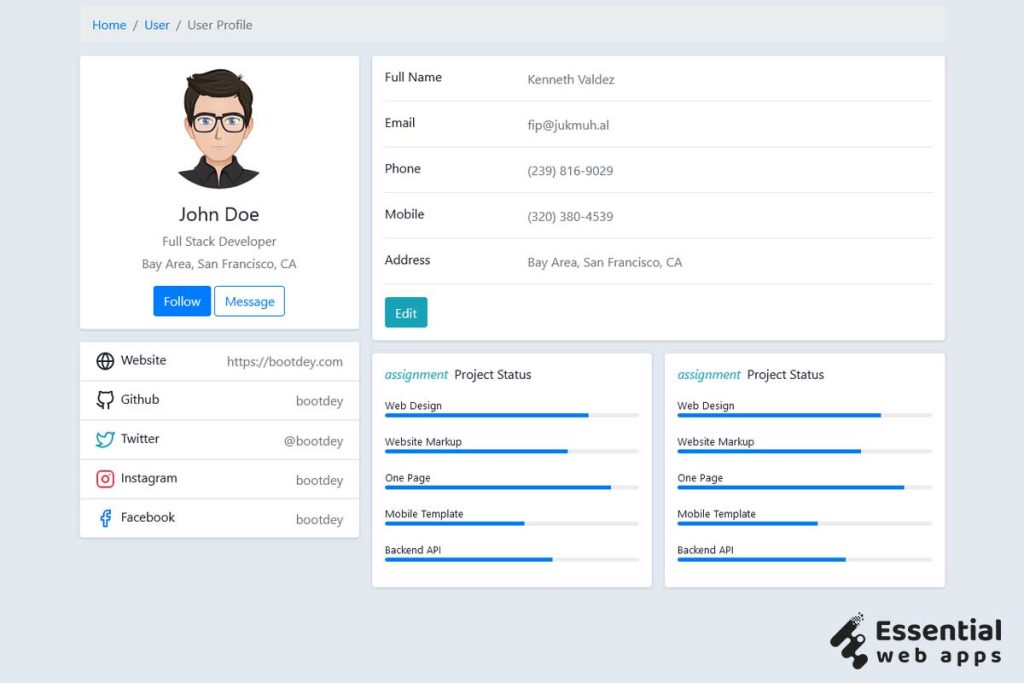 Home / User / User Profile
John Doe
Full Stack Developer
Bay Area, San Francisco, CA
Follow Message
Website https://bootdey.com
Github bootdey
Twitter @bootdey
Instagram bootdey
Facebook bootdey
Full Name Kenneth Valdez
Email fip@jukmuh.al
Phone (239) 816-9029
Mobile (320) 380-4539
Address Bay Area, San Francisco, CA
Edit
assignment Project Status
Web Design
Website Markup
One Page
Mobile Template
Backend API
assignment Project Status
Web Design
Website Markup
One Page
Mobile Template
Backend API
Essential
web apps